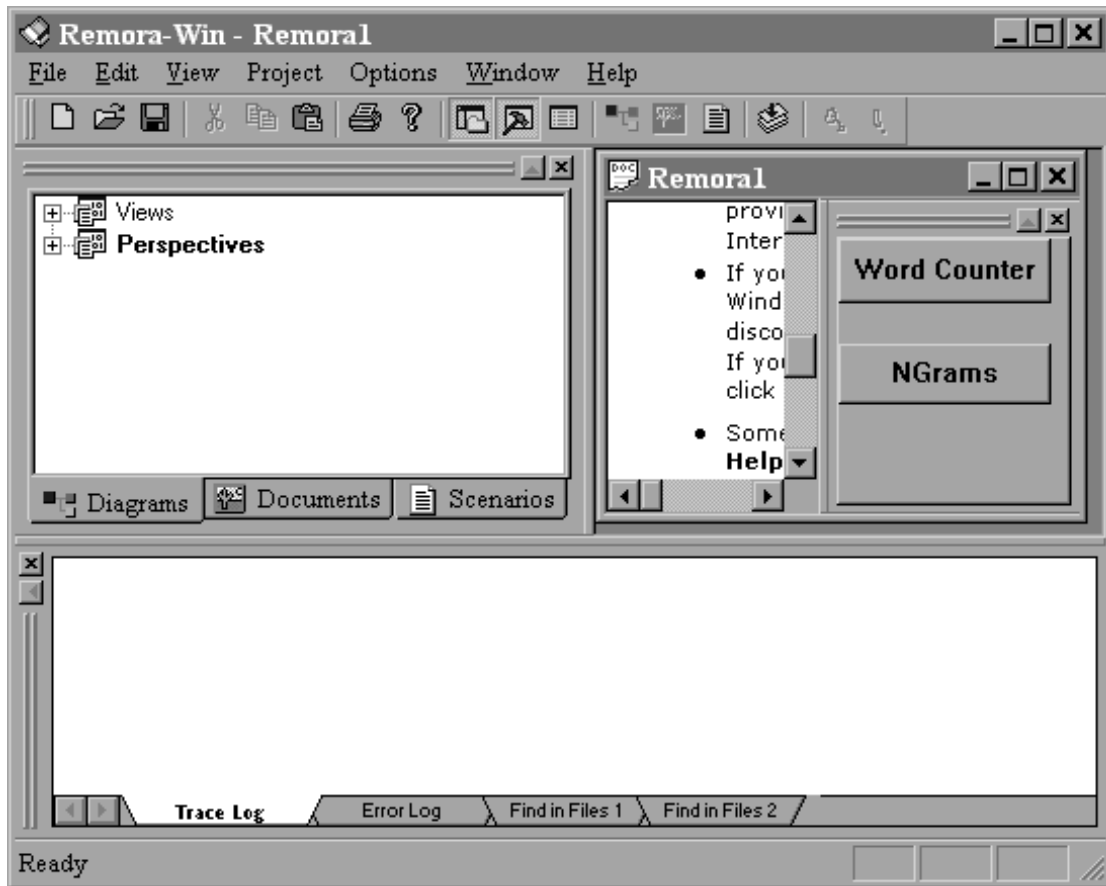 Remora-Win - Remora1
File Edit View Project Options Window Help
Views
Perspectives
Diagrams Documents Scenarios
DOC Remora1
provi
Inter
• If you
Wind
disco
If you
click
• Some
Help
Word Counter
NGrams
Trace Log Error Log Find in Files 1 Find in Files 2
Ready